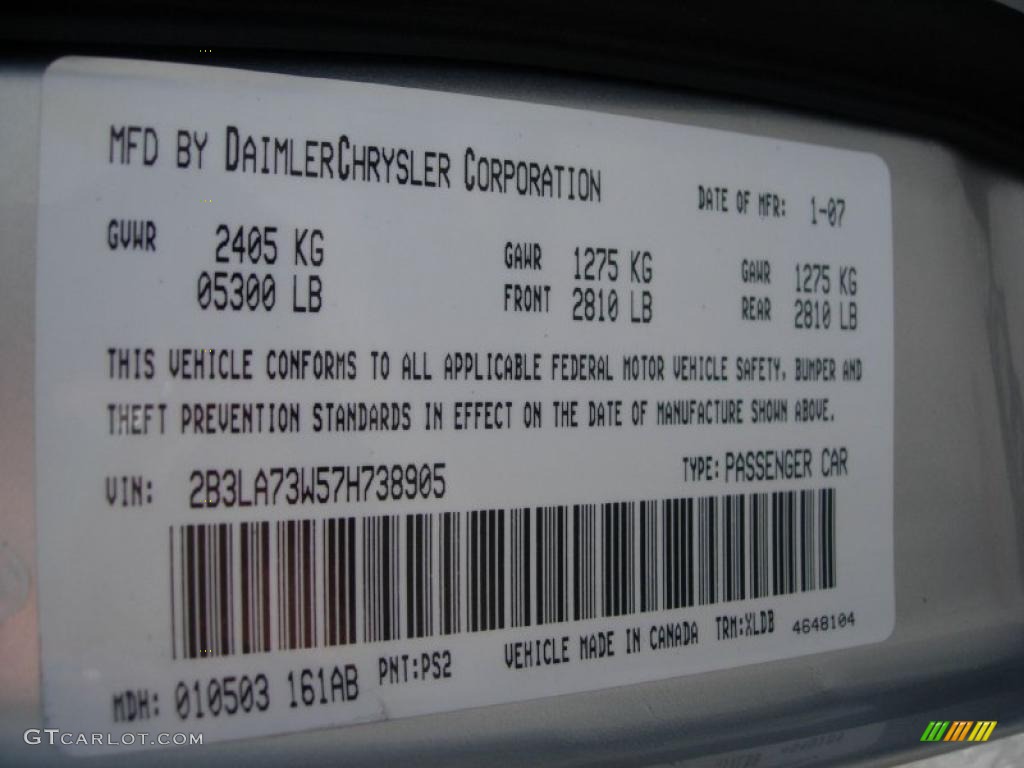 MFD BY DAIMLERCHRYSLER CORPORATION
DATE OF MFR: 1-07
GVWR 2405 KG GAWR 1275 KG GAWR 1275 KG
05300 LB FRONT 2810 LB REAR 2810 LB
THIS VEHICLE CONFORMS TO ALL APPLICABLE FEDERAL MOTOR VEHICLE SAFETY, BUMPER AND
THEFT PREVENTION STANDARDS IN EFFECT ON THE DATE OF MANUFACTURE SHOWN ABOVE.
VIN: 2B3LA73W57H738905 TYPE: PASSENGER CAR
MDH: 010503 161AB PNT:PS2 VEHICLE MADE IN CANADA TRM:XLDB 4648104
GTCARLOT.COM